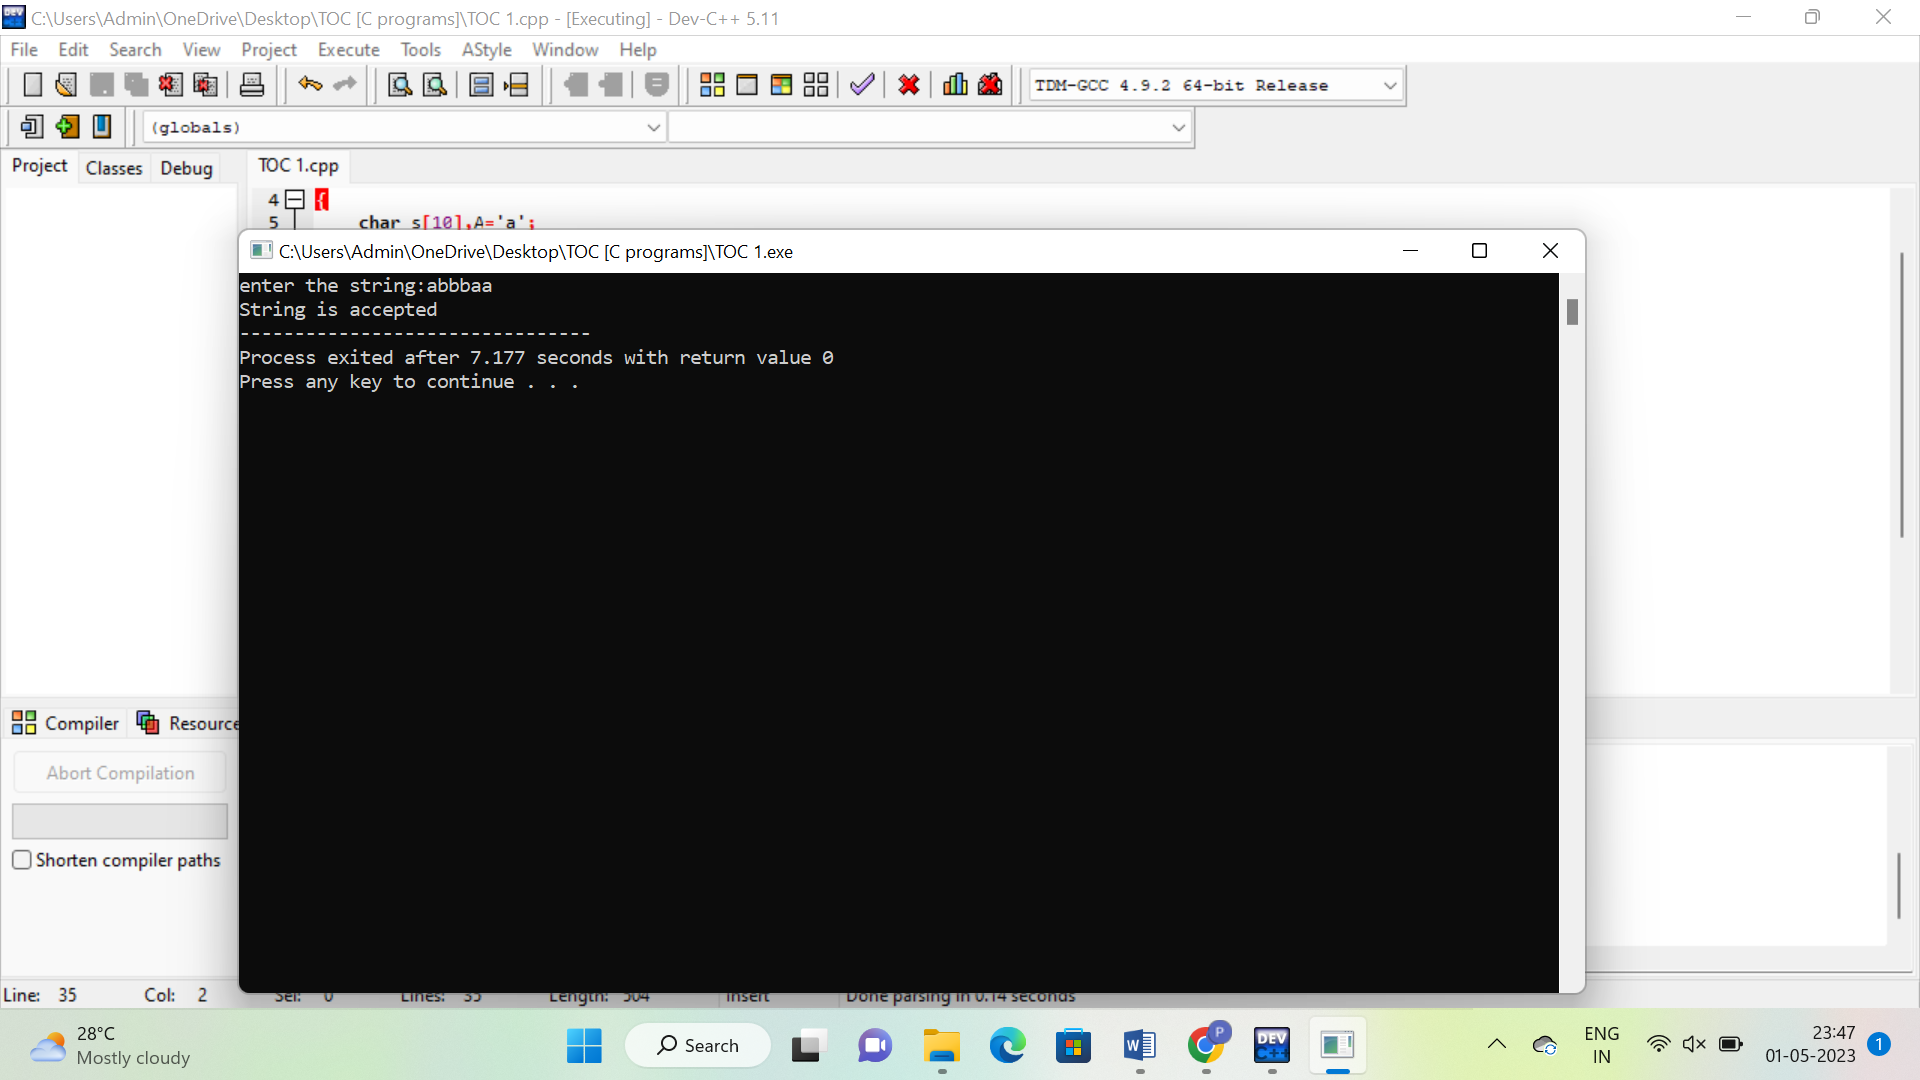 C:\Users\Admin\OneDrive\Desktop\TOC [C programs]\TOC 1.cpp - [Executing] - Dev-C++ 5.11
File Edit Search View Project Execute Tools AStyle Window Help
TDM-GCC 4.9.2 64-bit Release
(globals)
Project Classes Debug TOC 1.cpp
4 {
5 char s[10],A='a';
C:\Users\Admin\OneDrive\Desktop\TOC [C programs]\TOC 1.exe
enter the string:abbbaa
String is accepted
--------------------------------
Process exited after 7.177 seconds with return value 0
Press any key to continue . . .
Compiler Resource
Abort Compilation
Shorten compiler paths
Line: 35 Col: 2 Sel: 0 Lines: 35 Length: 504 Insert Done parsing in 0.14 seconds
28°C
Mostly cloudy
Search
DEV
C++
P
W
ENG
IN
23:47
01-05-2023
1